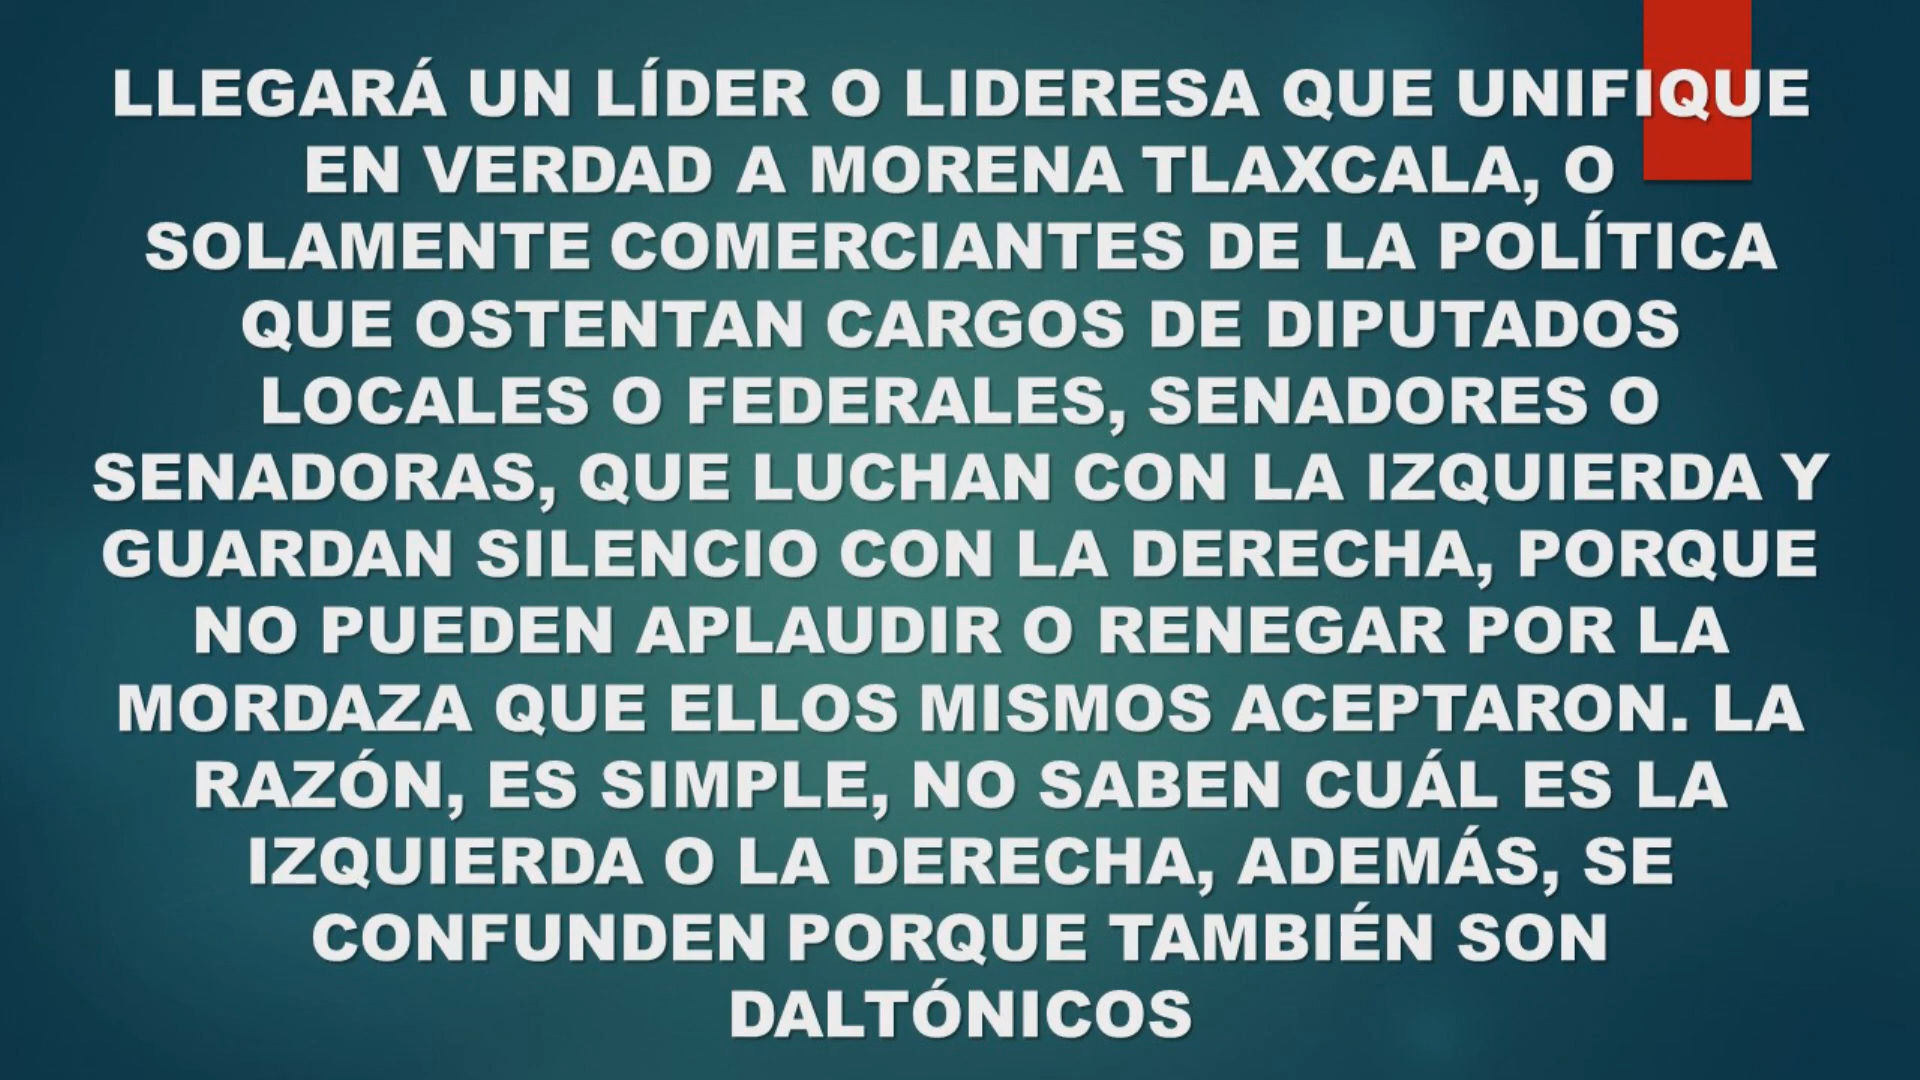 LLEGARÁ UN LÍDER O LIDERESA QUE UNIFIQUE
EN VERDAD A MORENA TLAXCALA, O
SOLAMENTE COMERCIANTES DE LA POLÍTICA
QUE OSTENTAN CARGOS DE DIPUTADOS
LOCALES O FEDERALES, SENADORES O
SENADORAS, QUE LUCHAN CON LA IZQUIERDA Y
GUARDAN SILENCIO CON LA DERECHA, PORQUE
NO PUEDEN APLAUDIR O RENEGAR POR LA
MORDAZA QUE ELLOS MISMOS ACEPTARON. LA
RAZÓN, ES SIMPLE, NO SABEN CUÁL ES LA
IZQUIERDA O LA DERECHA, ADEMÁS, SE
CONFUNDEN PORQUE TAMBIÉN SON
DALTÓNICOS